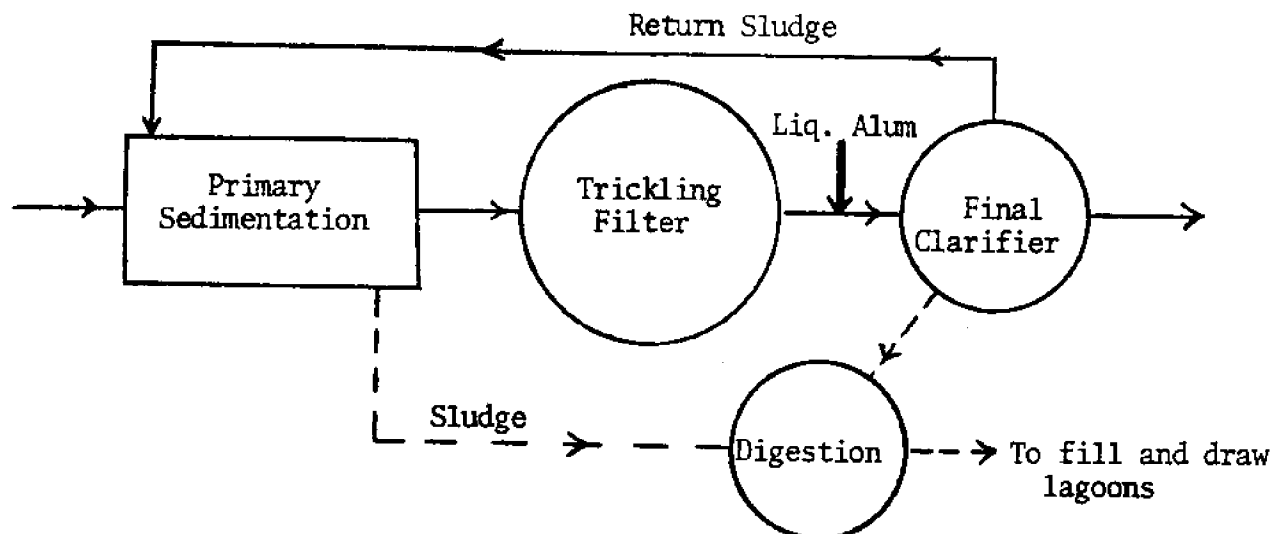 Return Sludge
Liq. Alum
Primary
Sedimentation
Trickling
Filter
Final
Clarifier
Sludge
Digestion
To fill and draw
lagoons